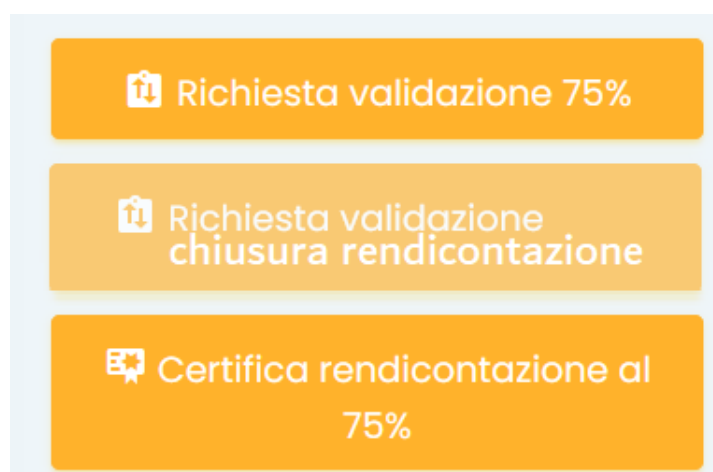 Richiesta validazione 75%
Richiesta validazione
chiusura rendicontazione
Certifica rendicontazione al
75%